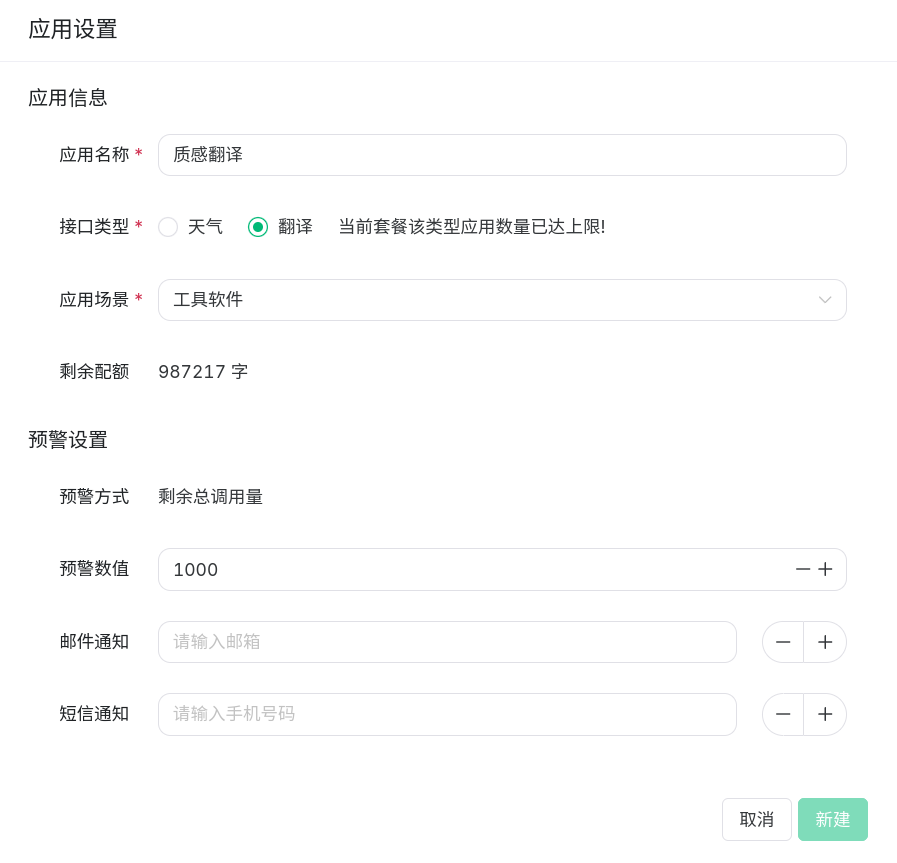 应用设置
应用信息
应用名称 * 质感翻译
接口类型 * 天气 翻译 当前套餐该类型应用数量已达上限!
应用场景 * 工具软件
剩余配额 987217 字
预警设置
预警方式 剩余总调用量
预警数值 1000
邮件通知 请输入邮箱
短信通知 请输入手机号码
取消 新建